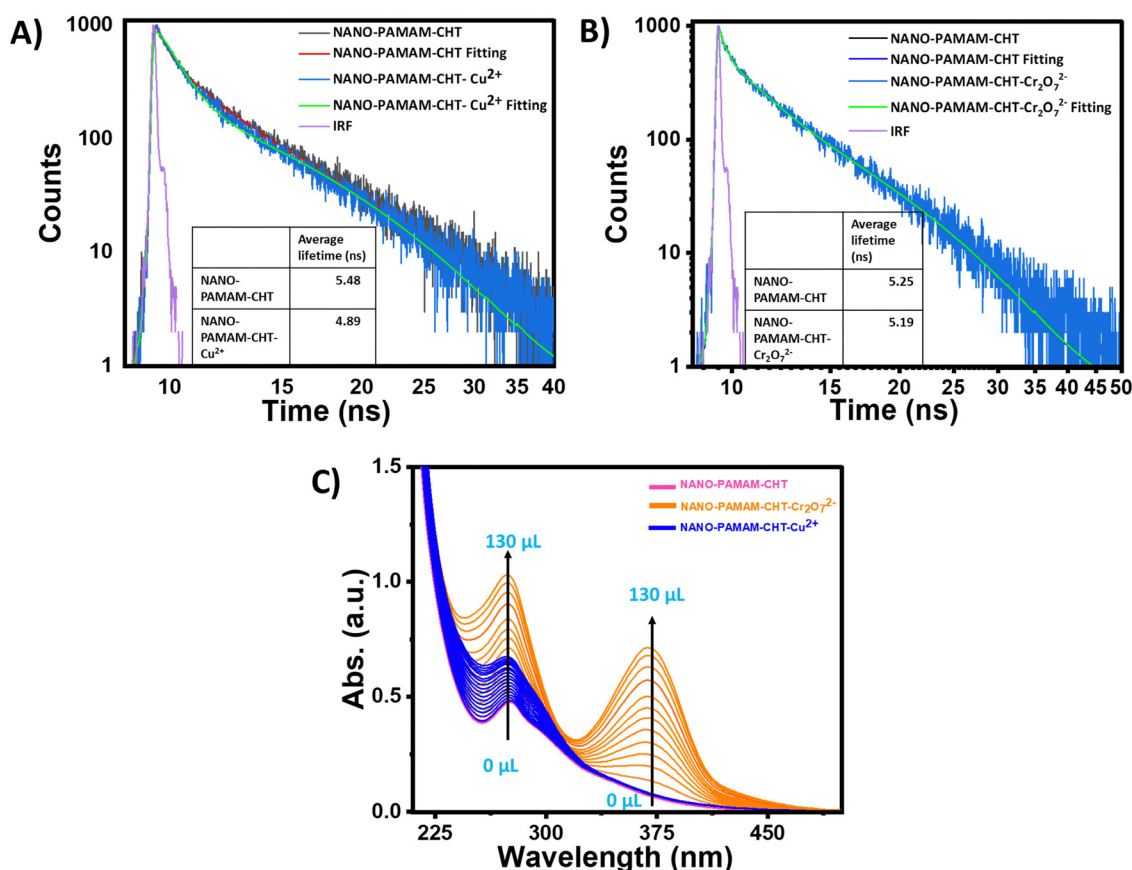 A)
1000
100
10
1
Counts
NANO-PAMAM-CHT
NANO-PAMAM-CHT Fitting
NANO-PAMAM-CHT- Cu²⁺
NANO-PAMAM-CHT- Cu²⁺ Fitting
IRF
Average
lifetime (ns)
NANO-
PAMAM-CHT
5.48
NANO-
PAMAM-CHT-
Cu²⁺
4.89
10 15 20 25 30 35 40
Time (ns)
B)
1000
100
10
1
Counts
NANO-PAMAM-CHT
NANO-PAMAM-CHT Fitting
NANO-PAMAM-CHT-Cr₂O₇²⁻
NANO-PAMAM-CHT-Cr₂O₇²⁻ Fitting
IRF
Average
lifetime
(ns)
NANO-
PAMAM-CHT
5.25
NANO-
PAMAM-CHT-
Cr₂O₇²⁻
5.19
10 15 20 25 30 35 40 45 50
Time (ns)
C)
1.5
1.0
0.5
0.0
Abs. (a.u.)
NANO-PAMAM-CHT
NANO-PAMAM-CHT-Cr₂O₇²⁻
NANO-PAMAM-CHT-Cu²⁺
130 µL
130 µL
0 µL
0 µL
225 300 375 450
Wavelength (nm)